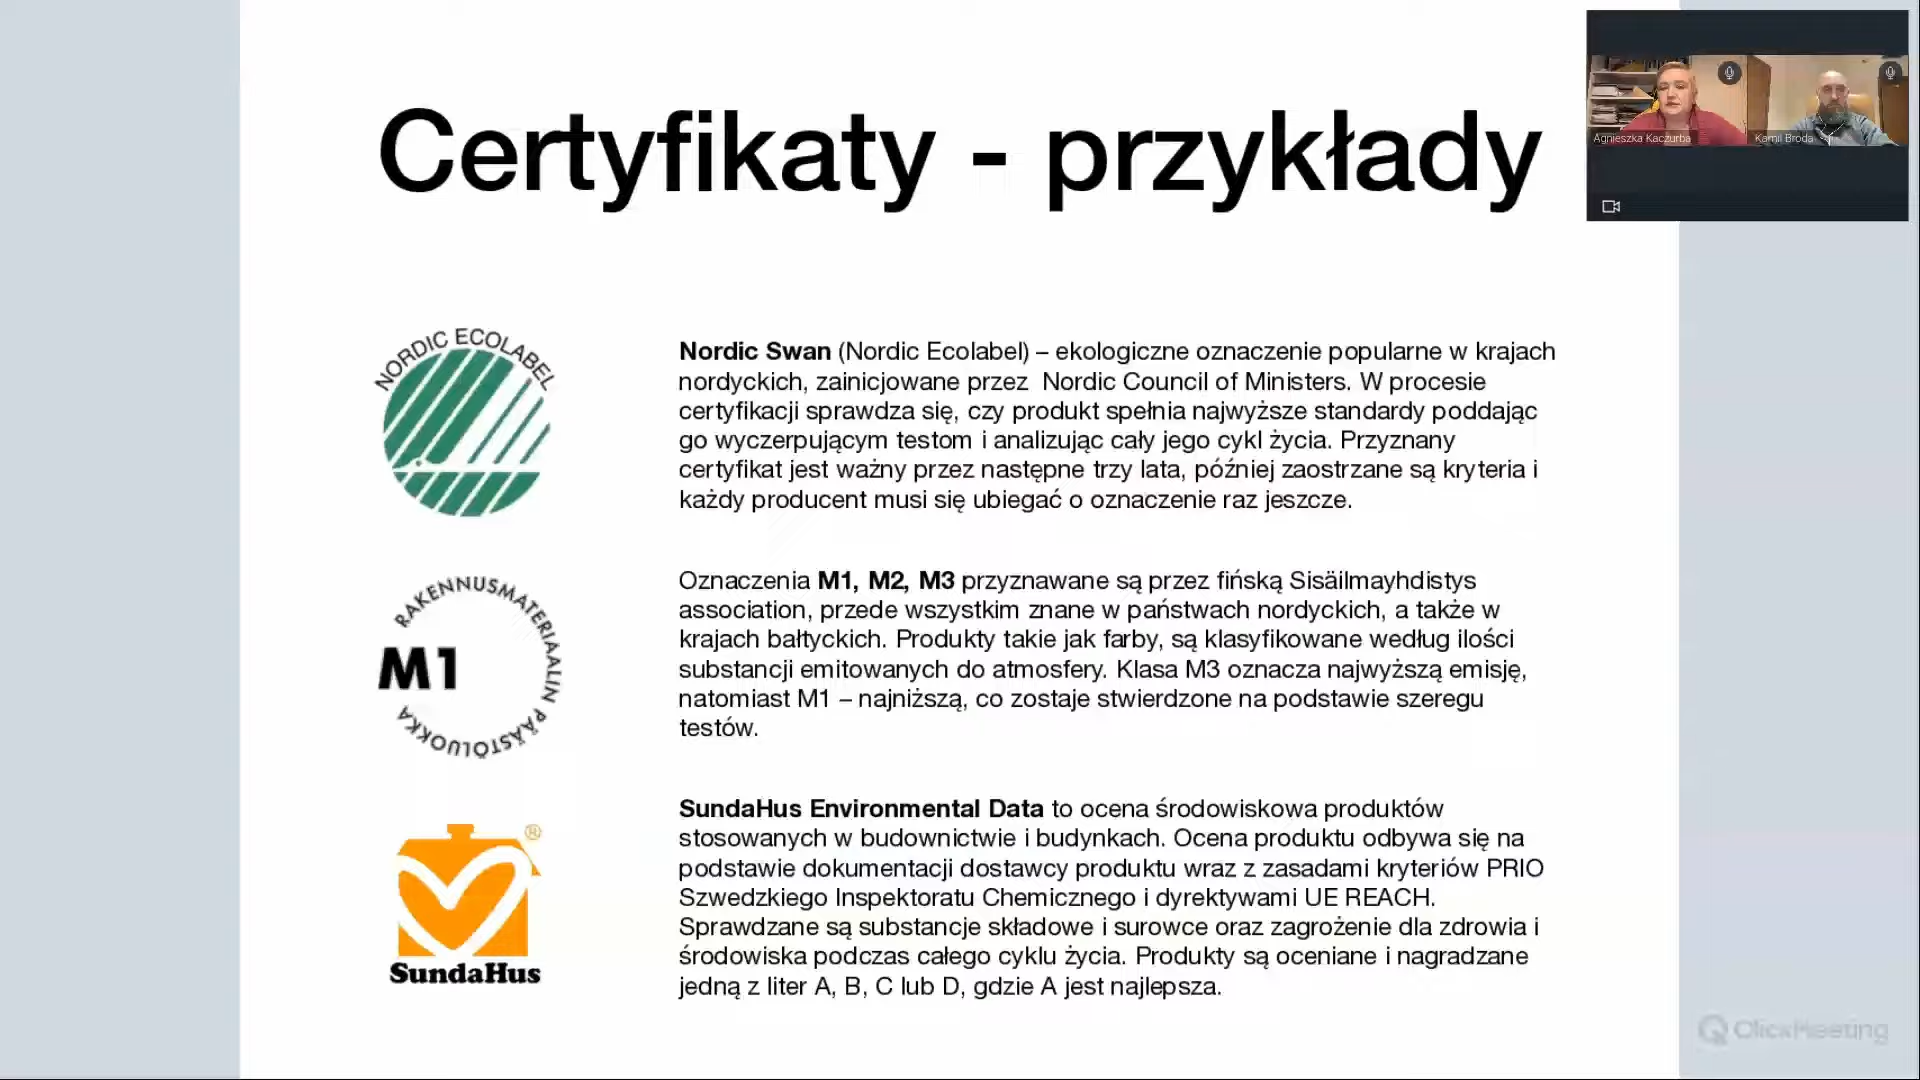 Certyfikaty - przykłady
Agnieszka Kaczurba
Kamil Broda
NORDIC ECOLABEL
Nordic Swan (Nordic Ecolabel) – ekologiczne oznaczenie popularne w krajach
nordyckich, zainicjowane przez  Nordic Council of Ministers. W procesie
certyfikacji sprawdza się, czy produkt spełnia najwyższe standardy poddając
go wyczerpującym testom i analizując cały jego cykl życia. Przyznany
certyfikat jest ważny przez następne trzy lata, później zaostrzane są kryteria i
każdy producent musi się ubiegać o oznaczenie raz jeszcze.
RAKENNUSMATERIAALIN PÄÄSTÖLUOKKA
M1
Oznaczenia M1, M2, M3 przyznawane są przez fińską Sisäilmayhdistys
association, przede wszystkim znane w państwach nordyckich, a także w
krajach bałtyckich. Produkty takie jak farby, są klasyfikowane według ilości
substancji emitowanych do atmosfery. Klasa M3 oznacza najwyższą emisję,
natomiast M1 – najniższą, co zostaje stwierdzone na podstawie szeregu
testów.
®
SundaHus
SundaHus Environmental Data to ocena środowiskowa produktów
stosowanych w budownictwie i budynkach. Ocena produktu odbywa się na
podstawie dokumentacji dostawcy produktu wraz z zasadami kryteriów PRIO
Szwedzkiego Inspektoratu Chemicznego i dyrektywami UE REACH.
Sprawdzane są substancje składowe i surowce oraz zagrożenie dla zdrowia i
środowiska podczas całego cyklu życia. Produkty są oceniane i nagradzane
jedną z liter A, B, C lub D, gdzie A jest najlepsza.
ClickMeeting